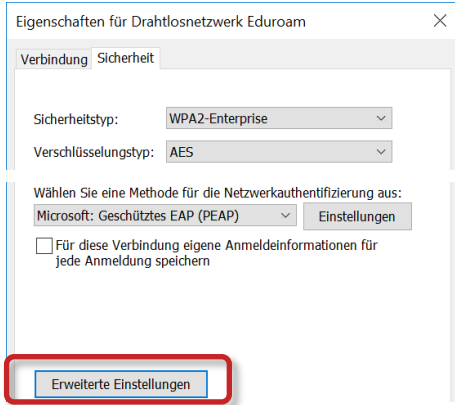 Eigenschaften für Drahtlosnetzwerk Eduroam
Verbindung Sicherheit
Sicherheitstyp: WPA2-Enterprise
Verschlüsselungstyp: AES
Wählen Sie eine Methode für die Netzwerkauthentifizierung aus:
Microsoft: Geschütztes EAP (PEAP) Einstellungen
Für diese Verbindung eigene Anmeldeinformationen für
jede Anmeldung speichern
Erweiterte Einstellungen